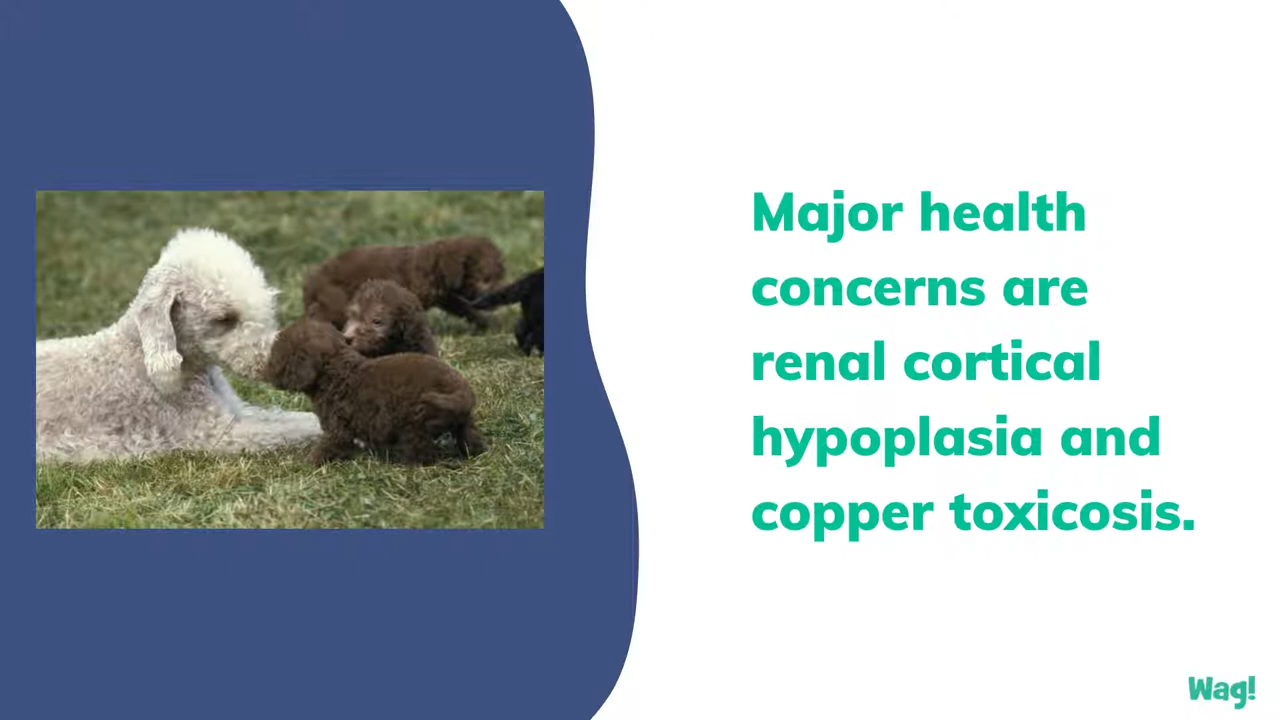 Major health
concerns are
renal cortical
hypoplasia and
copper toxicosis.
Wag!